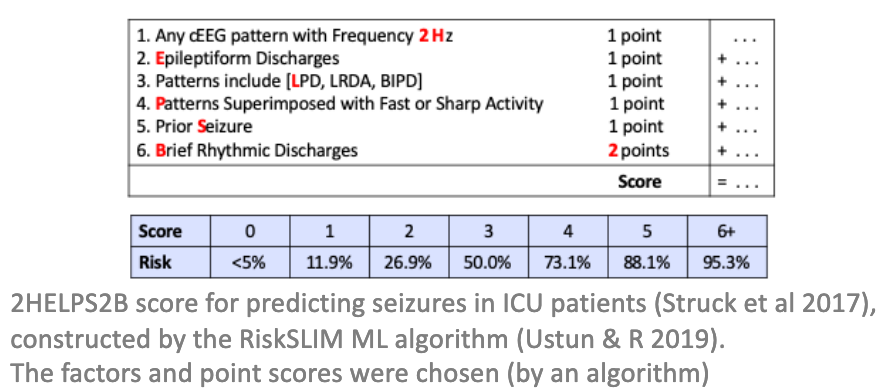 1. Any cEEG pattern with Frequency 2 Hz 1 point ...
2. Epileptiform Discharges 1 point + ...
3. Patterns include [LPD, LRDA, BIPD] 1 point + ...
4. Patterns Superimposed with Fast or Sharp Activity 1 point + ...
5. Prior Seizure 1 point + ...
6. Brief Rhythmic Discharges 2 points + ...
Score = ...
Score 0 1 2 3 4 5 6+
Risk <5% 11.9% 26.9% 50.0% 73.1% 88.1% 95.3%
2HELPS2B score for predicting seizures in ICU patients (Struck et al 2017),
constructed by the RiskSLIM ML algorithm (Ustun & R 2019).
The factors and point scores were chosen (by an algorithm)